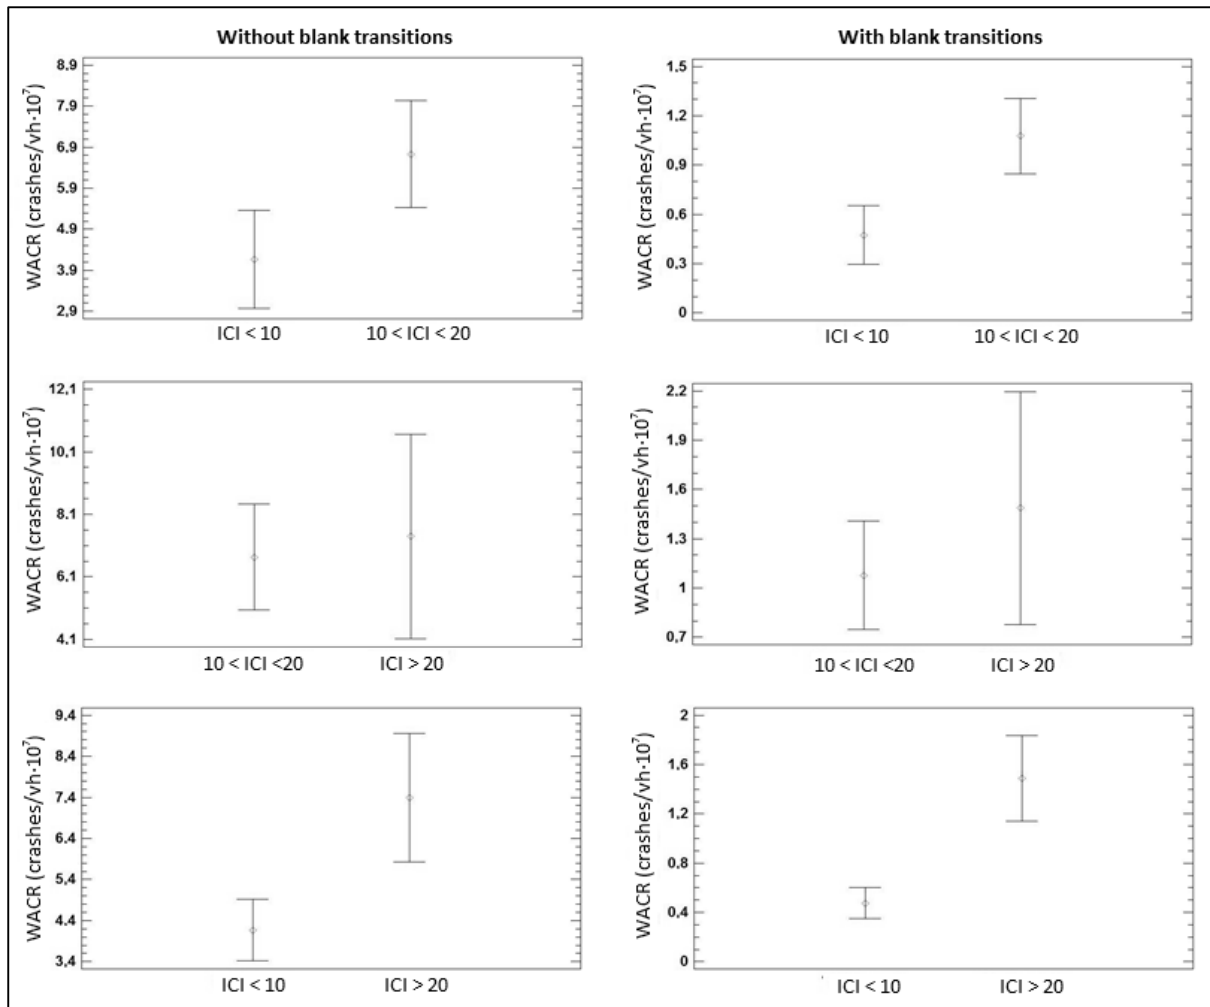 Without blank transitions
WACR (crashes/vh·10⁷)
8.9
7.9
6.9
5.9
4.9
3.9
2.9
ICI < 10 10 < ICI < 20
With blank transitions
WACR (crashes/vh·10⁷)
1.5
1.2
0.9
0.6
0.3
0
ICI < 10 10 < ICI < 20
WACR (crashes/vh·10⁷)
12.1
10.1
8.1
6.1
4.1
10 < ICI <20 ICI > 20
WACR (crashes/vh·10⁷)
2.2
1,9
1.6
1.3
1
0,7
10 < ICI <20 ICI > 20
WACR (crashes/vh·10⁷)
9.4
8.4
7.4
6.4
5.4
4.4
3.4
ICI < 10 ICI > 20
WACR (crashes/vh·10⁷)
2
1,6
1,2
0,8
0,4
0
ICI < 10 ICI > 20